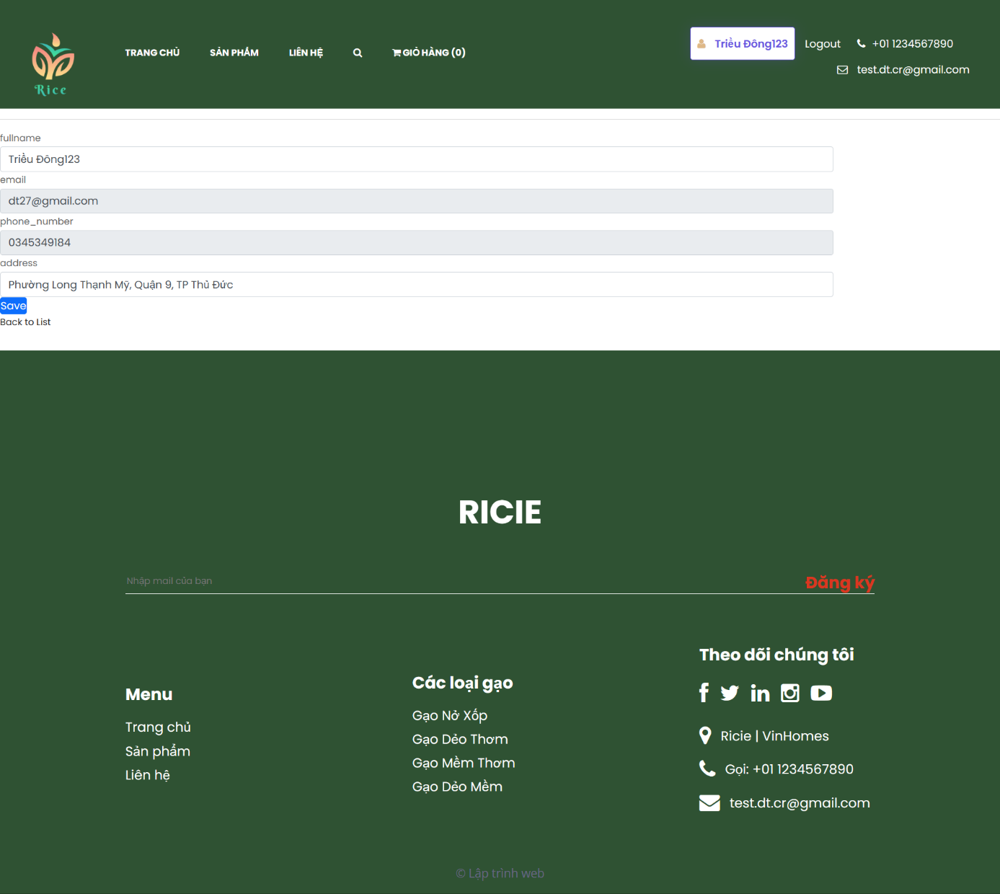 Rice
TRANG CHỦ SẢN PHẨM LIÊN HỆ GIỎ HÀNG (0)
Triều Đông123 Logout +01 1234567890
test.dt.cr@gmail.com
fullname
Triều Đông123
email
dt27@gmail.com
phone_number
0345349184
address
Phường Long Thạnh Mỹ, Quận 9, TP Thủ Đức
Save
Back to List
RICIE
Nhập mail của bạn Đăng ký
Menu
Trang chủ
Sản phẩm
Liên hệ
Các loại gạo
Gạo Nở Xốp
Gạo Dẻo Thơm
Gạo Mềm Thơm
Gạo Dẻo Mềm
Theo dõi chúng tôi
Ricie | VinHomes
Gọi: +01 1234567890
test.dt.cr@gmail.com
© Lập trình web